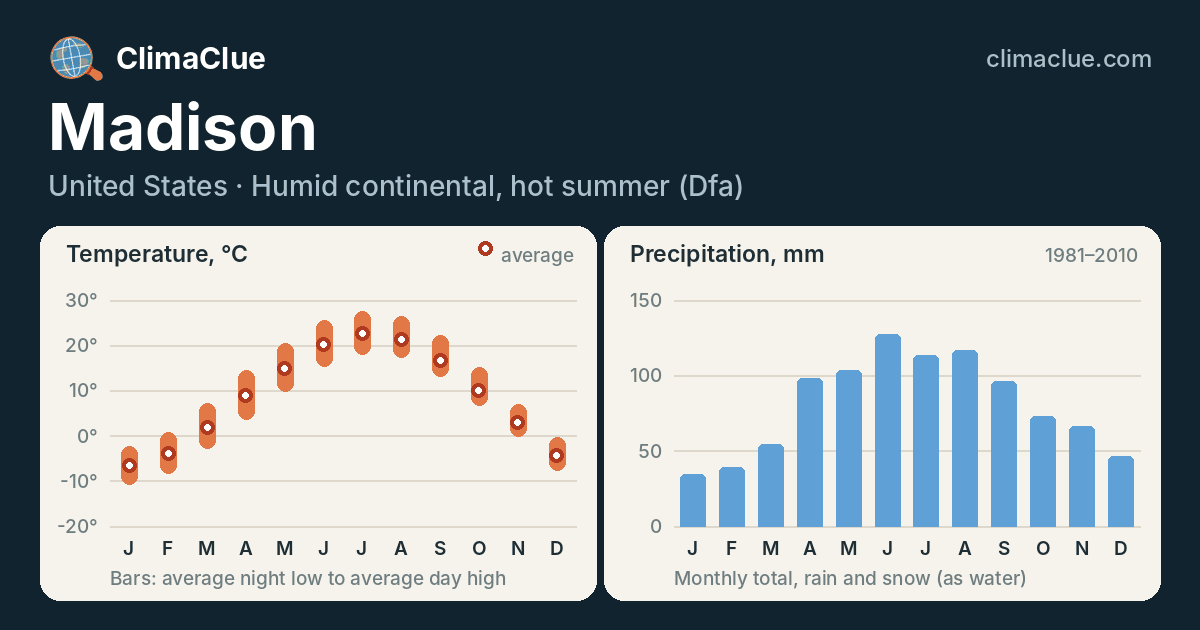 ClimaClue
climaclue.com
Madison
United States · Humid continental, hot summer (Dfa)
Temperature, °C
average
30°
20°
10°
0°
-10°
-20°
J F M A M J J A S O N D
Bars: average night low to average day high
Precipitation, mm
1981–2010
150
100
50
0
J F M A M J J A S O N D
Monthly total, rain and snow (as water)